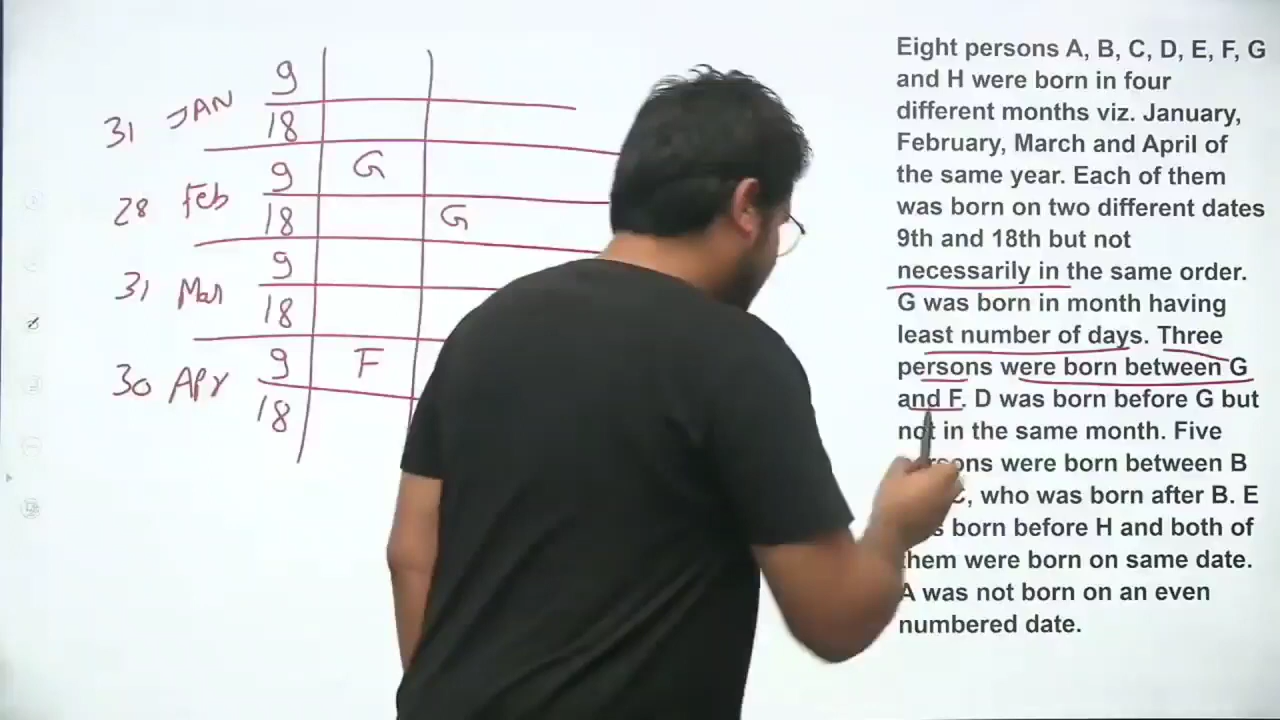 9
31 JAN
18
9 G
28 Feb
18 G
9
31 Mar
18
9 F
30 APr
18
Eight persons A, B, C, D, E, F, G
and H were born in four
different months viz. January,
February, March and April of
the same year. Each of them
was born on two different dates
9th and 18th but not
necessarily in the same order.
G was born in month having
least number of days. Three
persons were born between G
and F. D was born before G but
not in the same month. Five
were born between B
who was born after B. E
born before H and both of
them were born on same date.
A was not born on an even
numbered date.